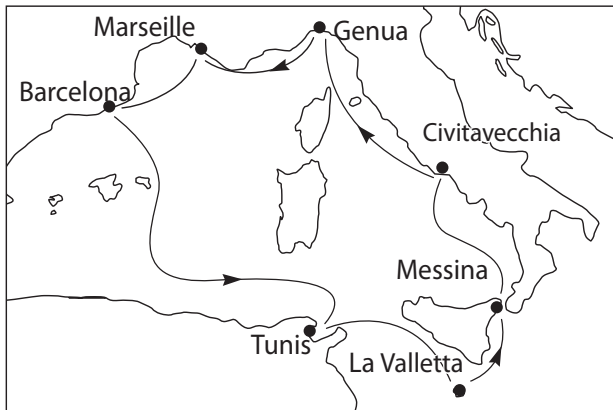 Marseille
Genua
Barcelona
Civitavecchia
Messina
Tunis
La Valletta